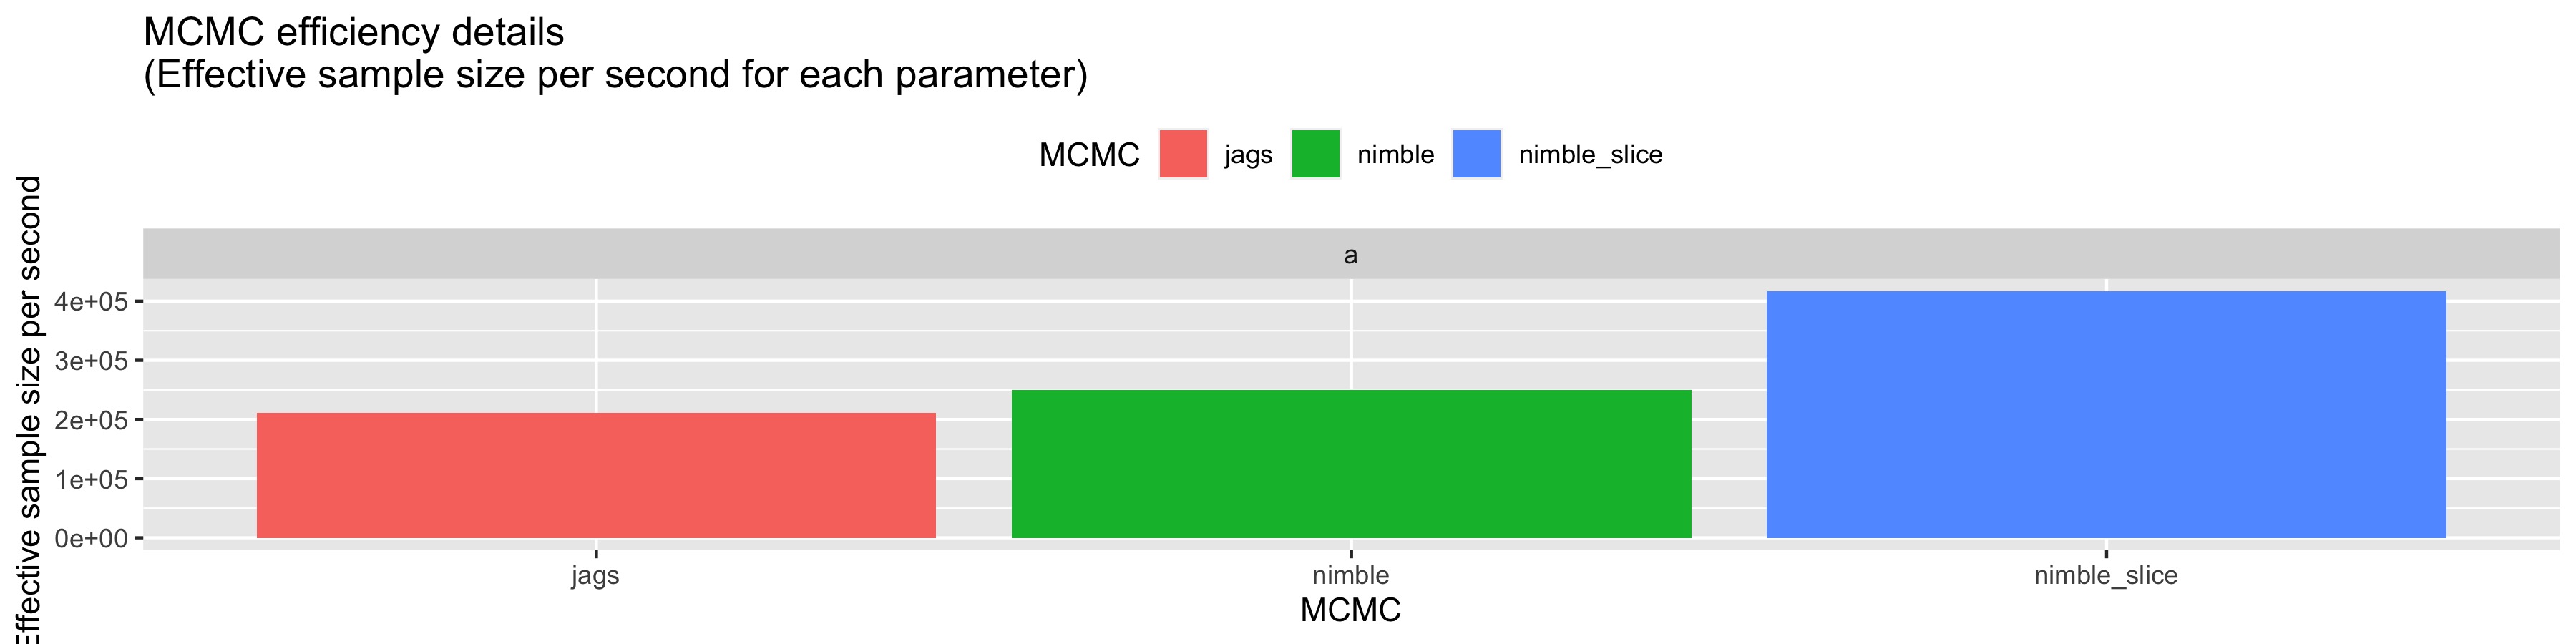 MCMC efficiency details
(Effective sample size per second for each parameter)
MCMC jags nimble nimble_slice
Effective sample size per second
a
4e+05
3e+05
2e+05
1e+05
0e+00
jags nimble nimble_slice
MCMC